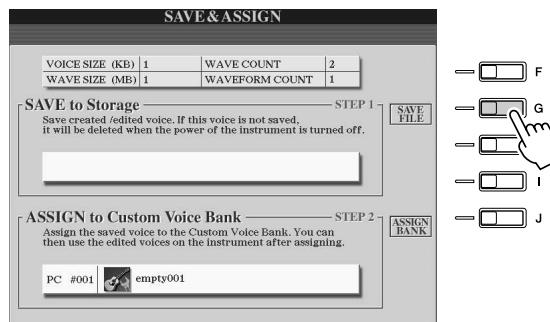 SAVE & ASSIGN
VOICE SIZE (KB) 1 WAVE COUNT 2
WAVE SIZE (MB) 1 WAVEFORM COUNT 1
SAVE to Storage STEP 1
Save created /edited voice. If this voice is not saved,
it will be deleted when the power of the instrument is turned off.
SAVE
FILE
ASSIGN to Custom Voice Bank STEP 2
Assign the saved voice to the Custom Voice Bank. You can
then use the edited voices on the instrument after assigning.
ASSIGN
BANK
PC #001 empty001
F
G
I
J